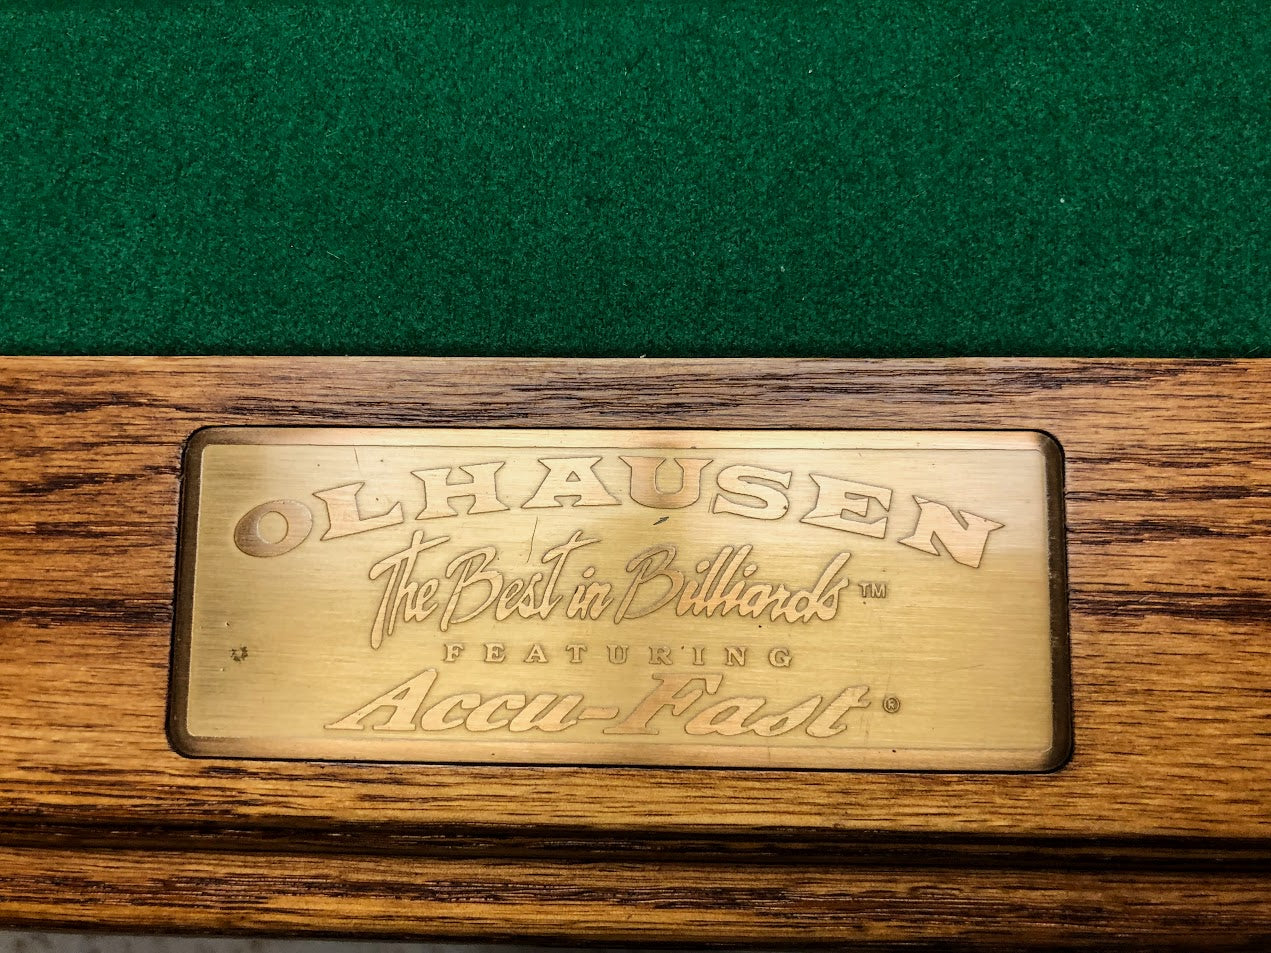 OLHAUSEN
The Best in Billiards™
FEATURING
Accu-Fast®